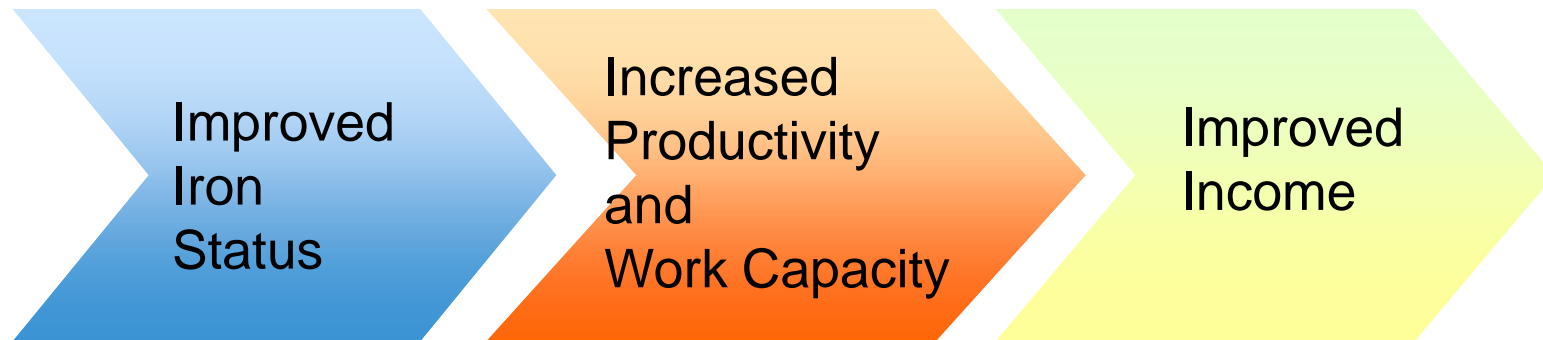 Improved
Iron
Status
Increased
Productivity
and
Work Capacity
Improved
Income